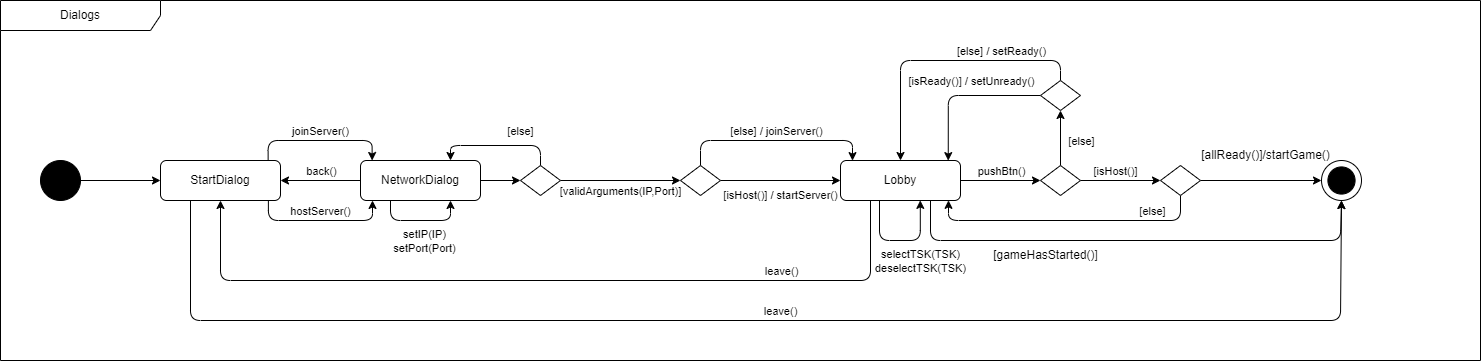 Dialogs
[else] / setReady()
[isReady()] / setUnready()
joinServer()
[else]
[else] / joinServer()
[else]
[allReady()]/startGame()
StartDialog
back()
NetworkDialog
[validArguments(IP,Port)]
Lobby
pushBtn()
[isHost()]
[isHost()] / startServer()
hostServer()
[else]
setIP(IP)
setPort(Port)
selectTSK(TSK)
deselectTSK(TSK)
[gameHasStarted()]
leave()
leave()